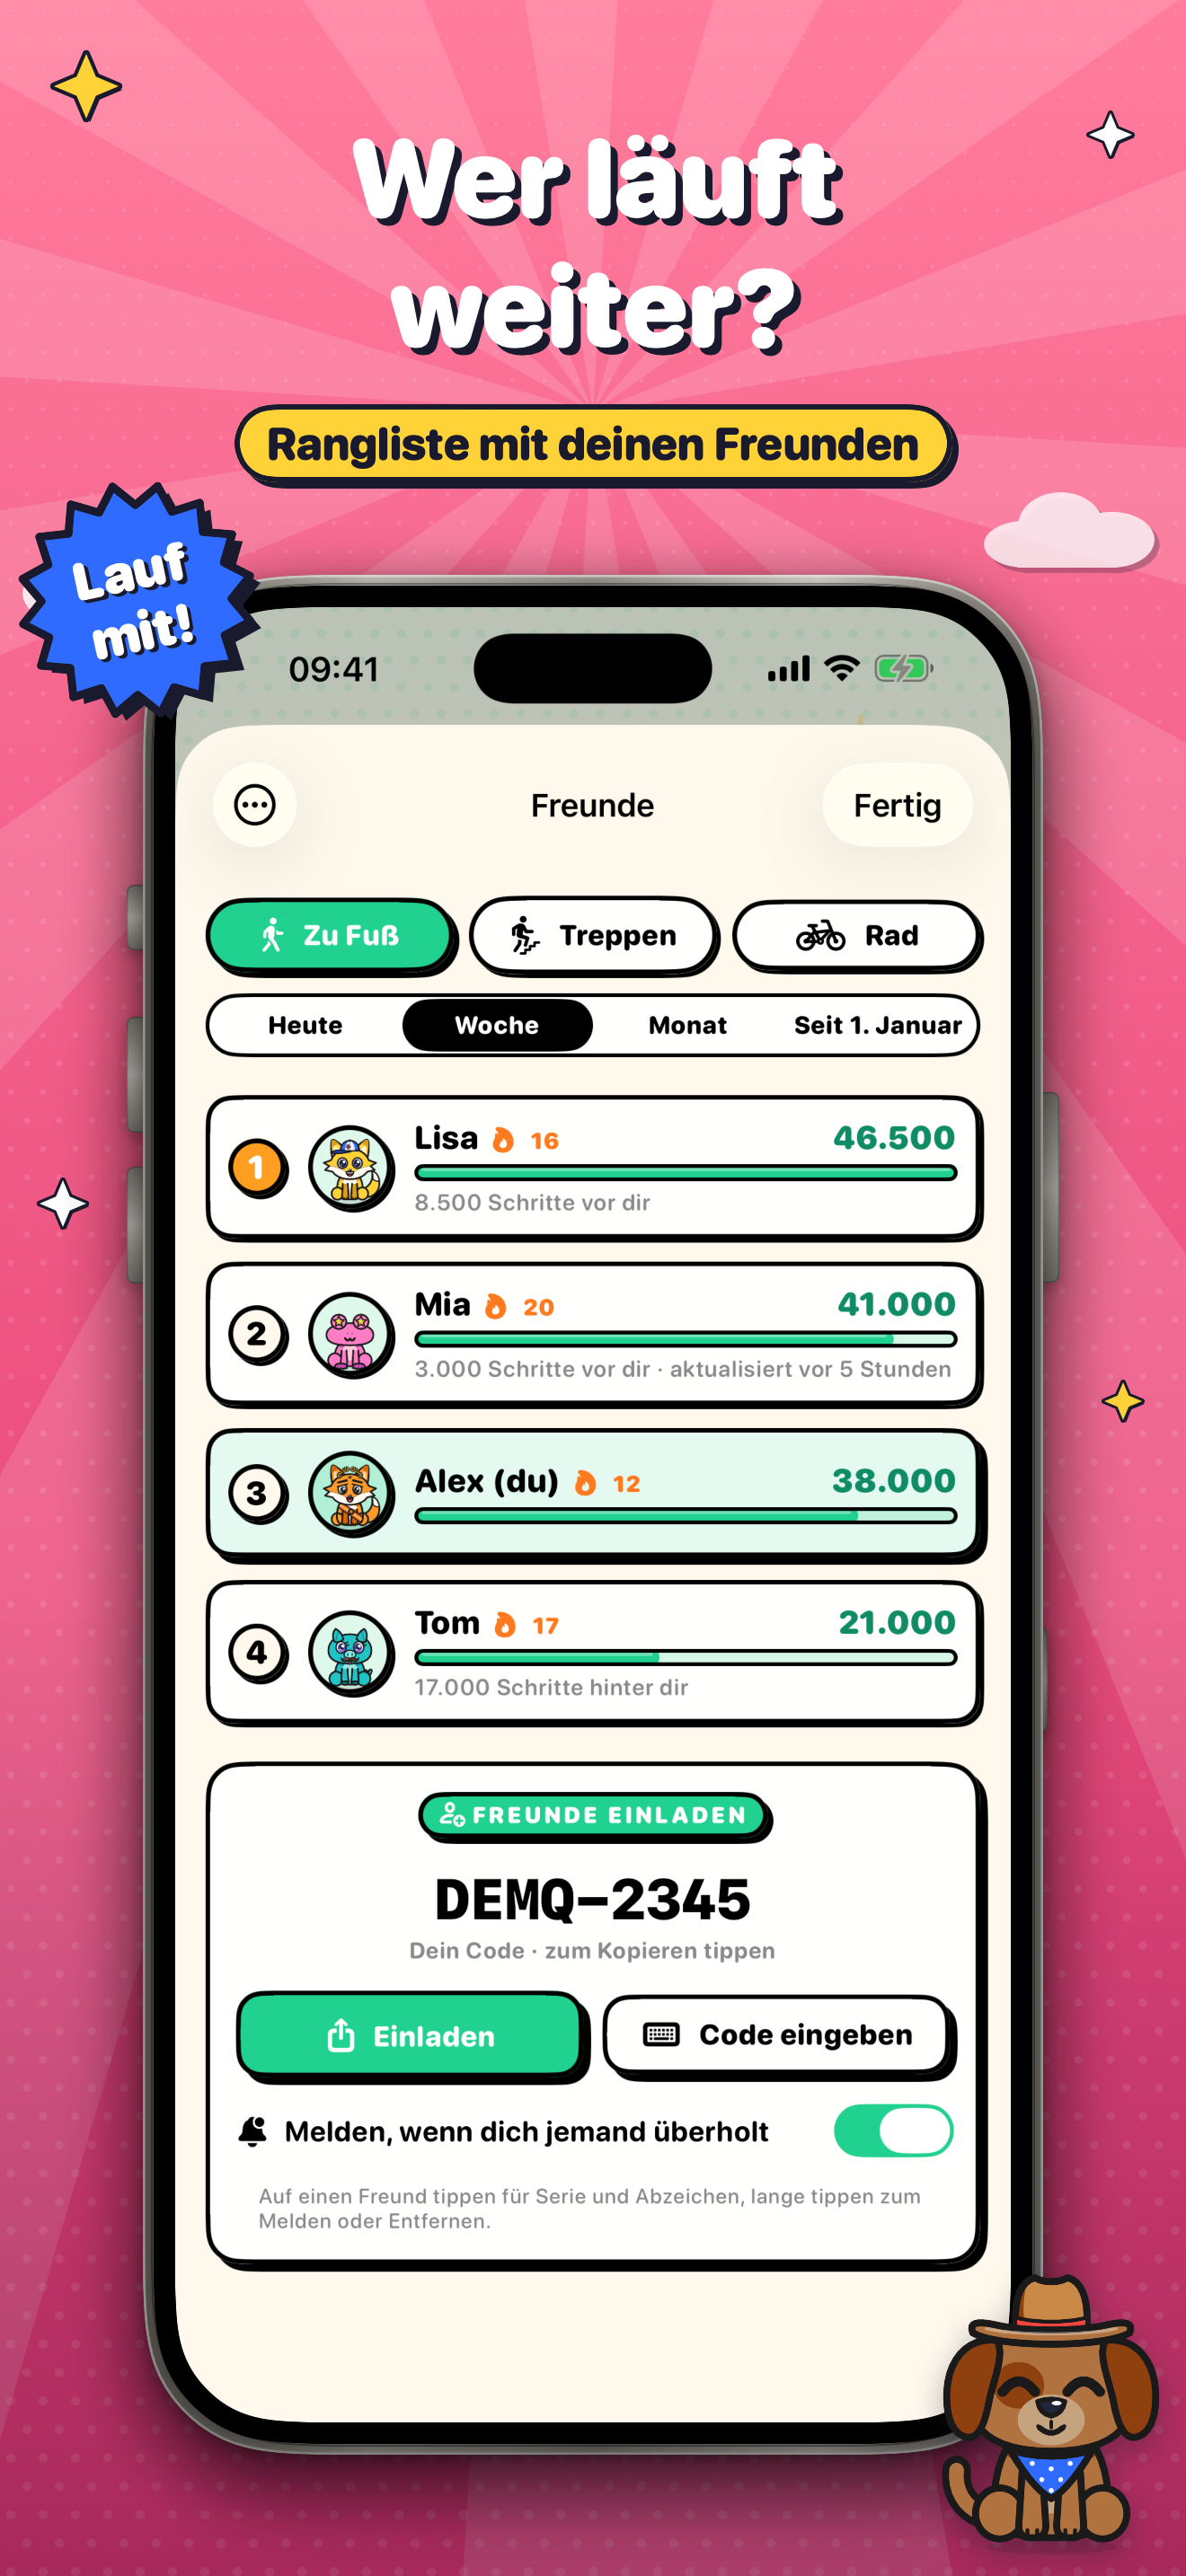 Wer läuft
weiter?
Rangliste mit deinen Freunden
Lauf
mit!
09:41
Freunde
Fertig
Zu Fuß
Treppen
Rad
Heute
Woche
Monat
Seit 1. Januar
1
Lisa 16
46.500
8.500 Schritte vor dir
2
Mia 20
41.000
3.000 Schritte vor dir · aktualisiert vor 5 Stunden
3
Alex (du) 12
38.000
4
Tom 17
21.000
17.000 Schritte hinter dir
FREUNDE EINLADEN
DEMQ–2345
Dein Code · zum Kopieren tippen
Einladen
Code eingeben
Melden, wenn dich jemand überholt
Auf einen Freund tippen für Serie und Abzeichen, lange tippen zum
Melden oder Entfernen.